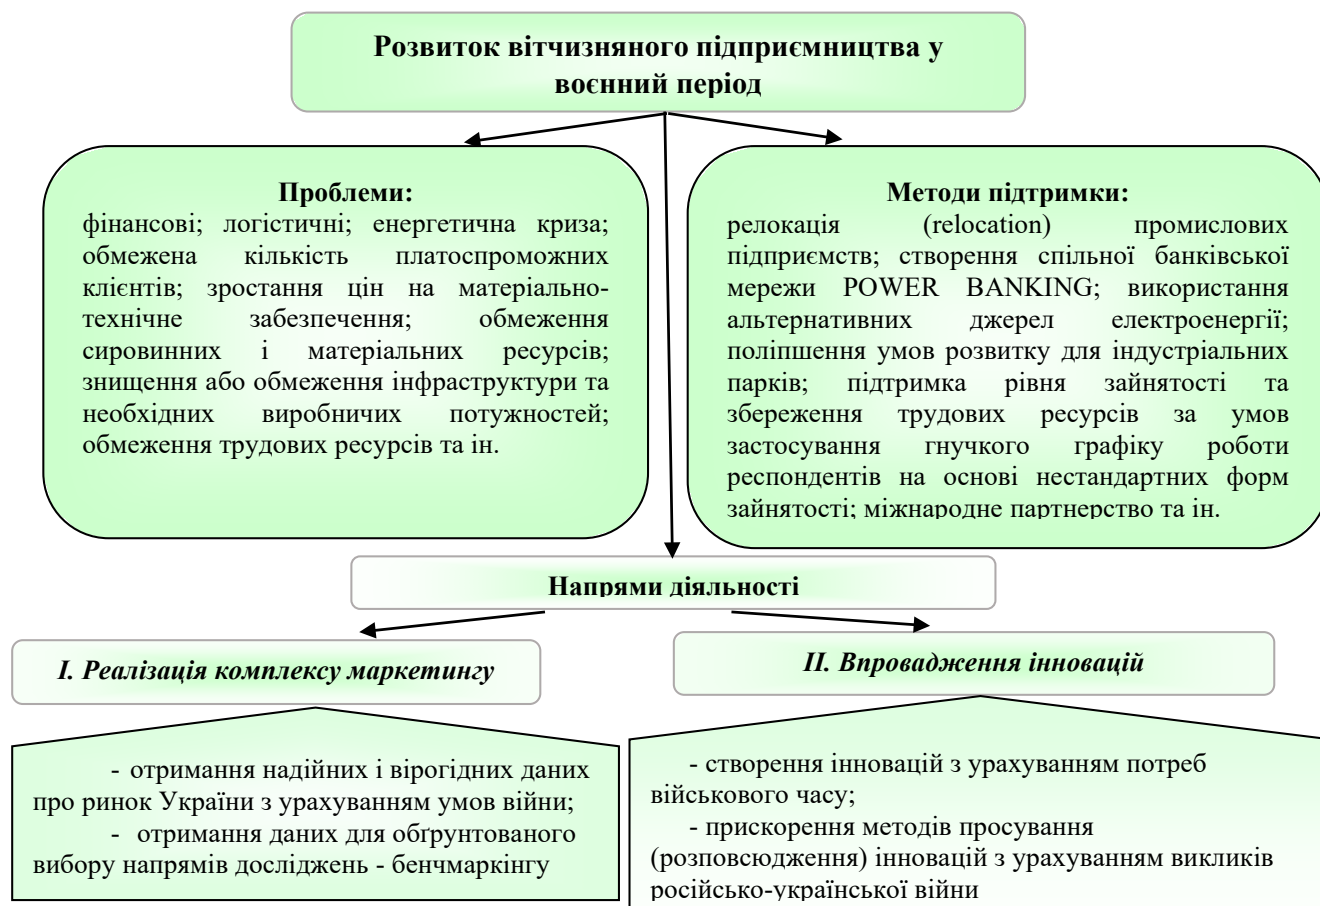 Розвиток вітчизняного підприємництва у
воєнний період
Проблеми:
фінансові; логістичні; енергетична криза;
обмежена кількість платоспроможних
клієнтів; зростання цін на матеріально-
технічне забезпечення; обмеження
сировинних і матеріальних ресурсів;
знищення або обмеження інфраструктури та
необхідних виробничих потужностей;
обмеження трудових ресурсів та ін.
Методи підтримки:
релокація (relocation) промислових
підприємств; створення спільної банківської
мережи POWER BANKING; використання
альтернативних джерел електроенергії;
поліпшення умов розвитку для індустріальних
парків; підтримка рівня зайнятості та
збереження трудових ресурсів за умов
застосування гнучкого графіку роботи
респондентів на основі нестандартних форм
зайнятості; міжнародне партнерство та ін.
Напрями діяльності
I. Реалізація комплексу маркетингу
II. Впровадження інновацій
- отримання надійних і вірогідних даних
про ринок України з урахуванням умов війни;
- отримання даних для обґрунтованого
вибору напрямів досліджень - бенчмаркінгу
- створення інновацій з урахуванням потреб
військового часу;
- прискорення методів просування
(розповсюдження) інновацій з урахуванням викликів
російсько-української війни